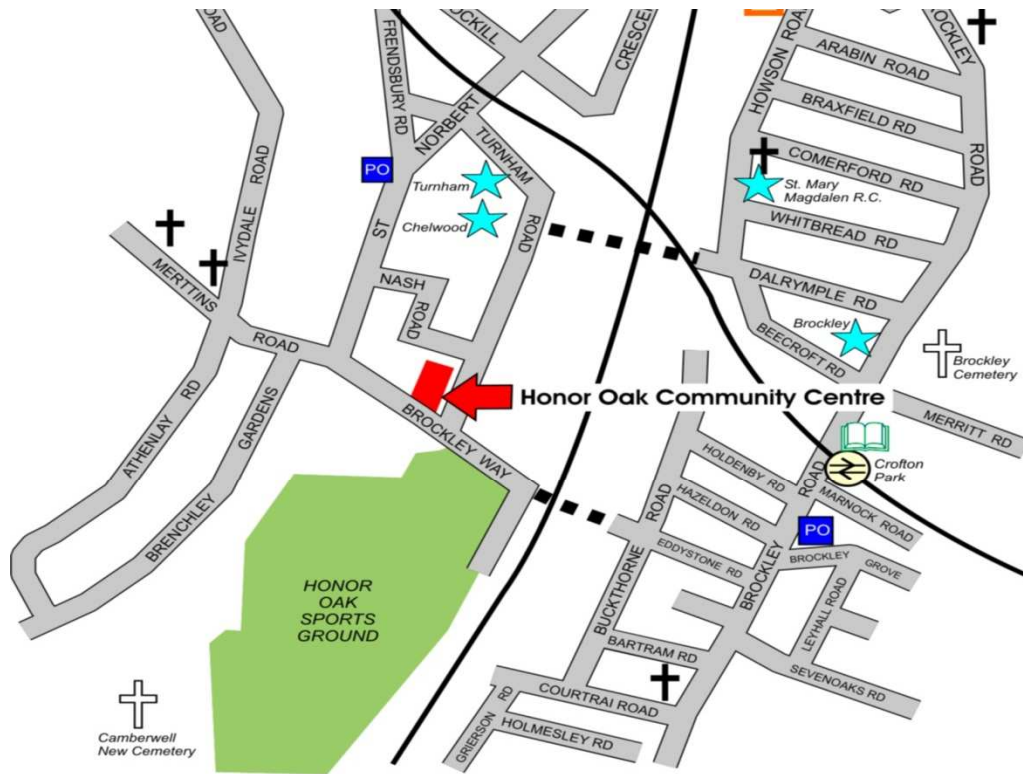 ROAD
OCKILL
CRESCEN
FRENDSBURY RD
NORBERT
ST
TURNHAM
ROAD
HOWSON ROA
OCKLEY
ROAD
ARABIN ROAD
BRAXFIELD RD
COMERFORD RD
St. Mary
Magdalen R.C.
WHITBREAD RD
DALRYMPLE RD
BEECROFT RD
Brockley
Brockley
Cemetery
MERRITT RD
PO
Turnham
Chelwood
IVYDALE ROAD
MERTTINS
ROAD
NASH
ROAD
ATHENLAY RD
BRENCHLEY
GARDENS
Honor Oak Community Centre
BROCKLEY WAY
HONOR
OAK
SPORTS
GROUND
Camberwell
New Cemetery
Crofton
Park
HOLDENBY RD
HAZELDON RD
EDDYSTONE RD
BUCKTHORNE
ROAD
BROCKLEY
ROAD
MARNOCK ROAD
PO
BROCKLEY
GROVE
LEYHALL ROAD
SEVENOAKS RD
BARTRAM RD
COURTRAI ROAD
GRIERSON RD
HOLMESLEY RD